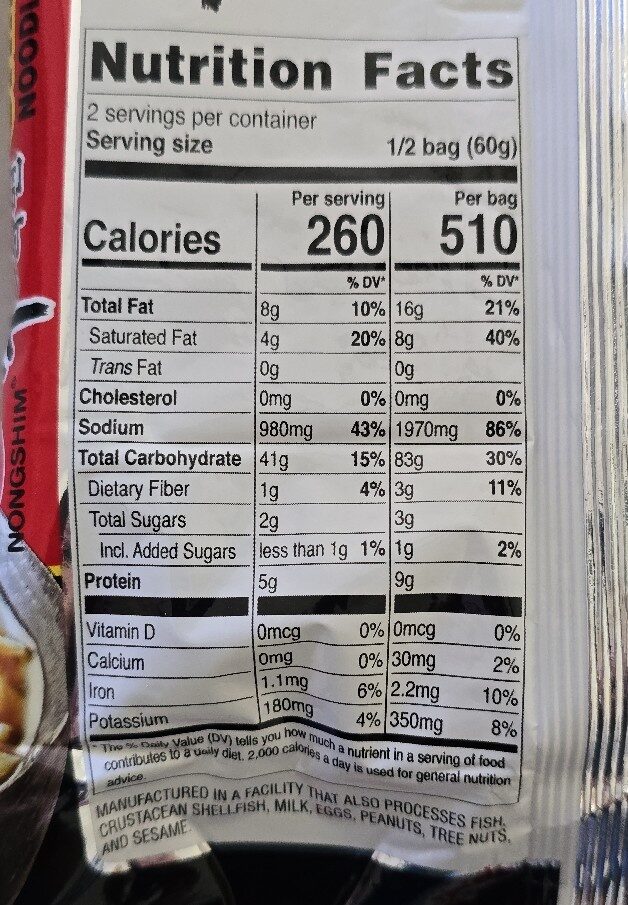 Nutrition Facts
2 servings per container
Serving size 1/2 bag (60g)
Per serving Per bag
Calories 260 510
% DV* % DV*
Total Fat 8g 10% 16g 21%
Saturated Fat 4g 20% 8g 40%
Trans Fat 0g 0g
Cholesterol 0mg 0% 0mg 0%
Sodium 980mg 43% 1970mg 86%
Total Carbohydrate 41g 15% 83g 30%
Dietary Fiber 1g 4% 3g 11%
Total Sugars 2g 3g
Incl. Added Sugars less than 1g 1% 1g 2%
Protein 5g 9g
Vitamin D 0mcg 0% 0mcg 0%
Calcium 0mg 0% 30mg 2%
Iron 1.1mg 6% 2.2mg 10%
Potassium 180mg 4% 350mg 8%
* The % Daily Value (DV) tells you how much a nutrient in a serving of food
contributes to a daily diet. 2,000 calories a day is used for general nutrition
advice.
MANUFACTURED IN A FACILITY THAT ALSO PROCESSES FISH,
CRUSTACEAN SHELLFISH, MILK, EGGS, PEANUTS, TREE NUTS,
AND SESAME.
NONGSHIM™ NOODL